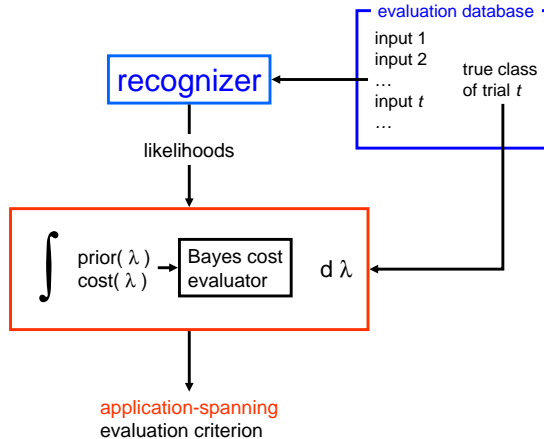 evaluation database
input 1
input 2
...
input t
...
true class
of trial t
recognizer
likelihoods
∫
prior( λ )
cost( λ )
Bayes cost
evaluator
d λ
application-spanning
evaluation criterion